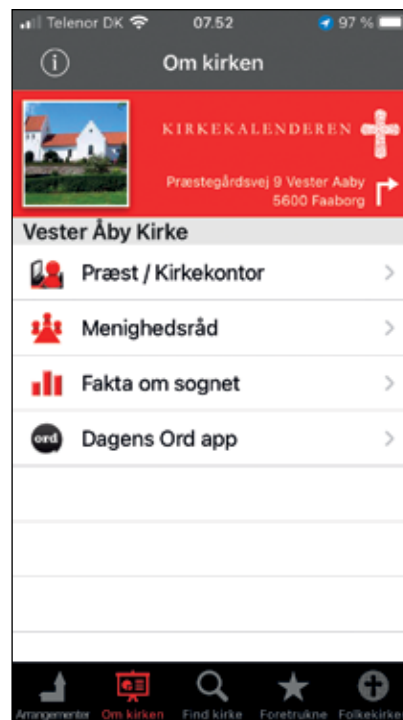 Telenor DK 07.52 97 %
Om kirken
KIRKEKALENDEREN
Præstegårdsvej 9 Vester Aaby
5600 Faaborg
Vester Åby Kirke
Præst / Kirkekontor
Menighedsråd
Fakta om sognet
ord Dagens Ord app
Arrangementer Om kirken Find kirke Foretrukne Folkekirke